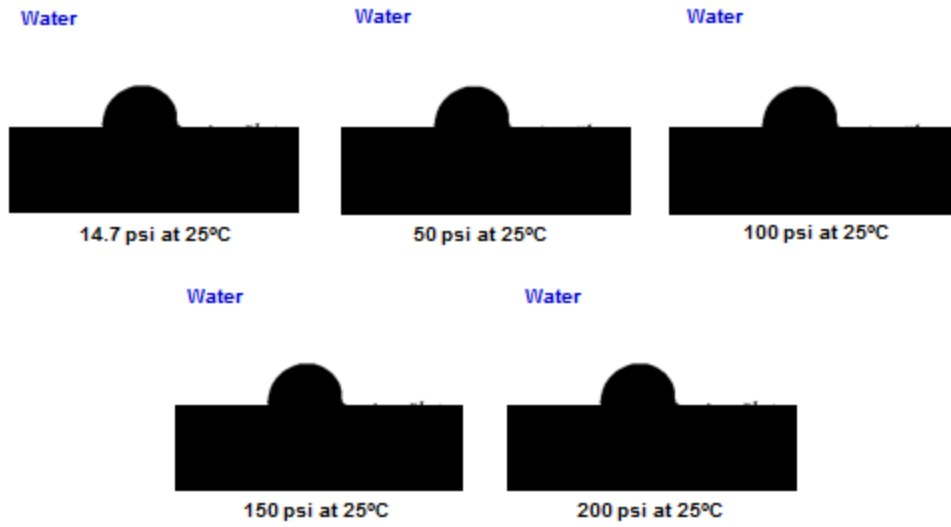 Water
Water
Water
14.7 psi at 25ºC
50 psi at 25ºC
100 psi at 25ºC
Water
Water
150 psi at 25ºC
200 psi at 25ºC